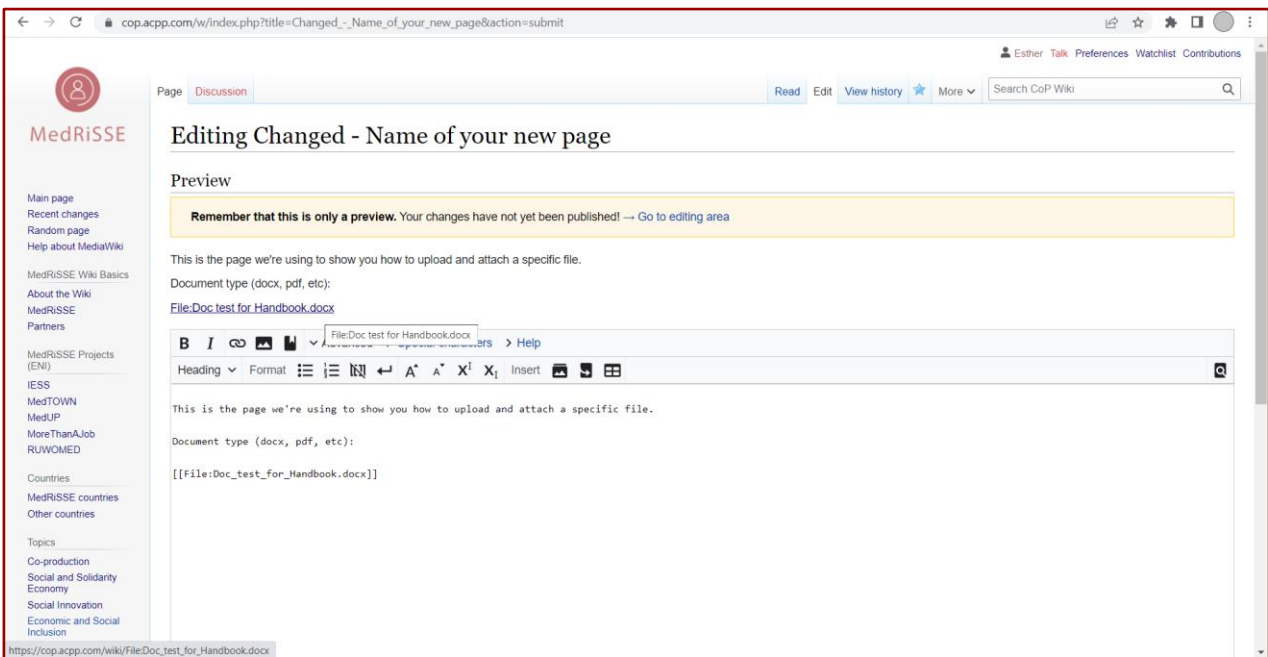 cop.acpp.com/w/index.php?title=Changed_-_Name_of_your_new_page&action=submit
Esther Talk Preferences Watchlist Contributions
Page Discussion
Read Edit View history More Search CoP Wiki
MedRiSSE
Editing Changed - Name of your new page
Preview
Remember that this is only a preview. Your changes have not yet been published! → Go to editing area
This is the page we're using to show you how to upload and attach a specific file.
Document type (docx, pdf, etc):
File:Doc test for Handbook.docx
File:Doc test for Handbook.docx
Help
Heading Format Insert
This is the page we're using to show you how to upload and attach a specific file.
Document type (docx, pdf, etc):
[[File:Doc_test_for_Handbook.docx]]
Main page
Recent changes
Random page
Help about MediaWiki
MedRiSSE Wiki Basics
About the Wiki
MedRiSSE
Partners
MedRiSSE Projects
(ENI)
IESS
MedTOWN
MedUP
MoreThanAJob
RUWOMED
Countries
MedRiSSE countries
Other countries
Topics
Co-production
Social and Solidarity
Economy
Social Innovation
Economic and Social
Inclusion
https://cop.acpp.com/wiki/File:Doc_test_for_Handbook.docx